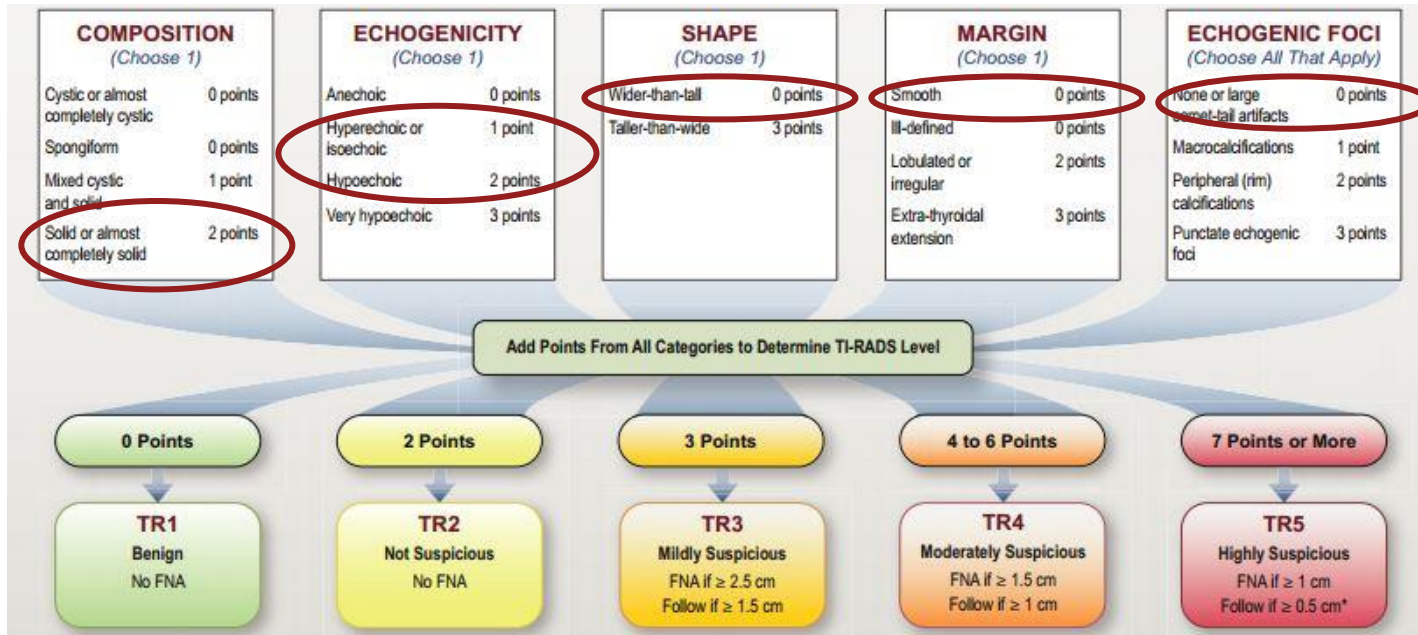 COMPOSITION
(Choose 1)
Cystic or almost 0 points
completely cystic
Spongiform 0 points
Mixed cystic 1 point
and solid
Solid or almost 2 points
completely solid
ECHOGENICITY
(Choose 1)
Anechoic 0 points
Hyperechoic or 1 point
isoechoic
Hypoechoic 2 points
Very hypoechoic 3 points
SHAPE
(Choose 1)
Wider-than-tall 0 points
Taller-than-wide 3 points
MARGIN
(Choose 1)
Smooth 0 points
Ill-defined 0 points
Lobulated or 2 points
irregular
Extra-thyroidal 3 points
extension
ECHOGENIC FOCI
(Choose All That Apply)
None or large 0 points
comet-tail artifacts
Macrocalcifications 1 point
Peripheral (rim) 2 points
calcifications
Punctate echogenic 3 points
foci
Add Points From All Categories to Determine TI-RADS Level
0 Points
2 Points
3 Points
4 to 6 Points
7 Points or More
TR1
Benign
No FNA
TR2
Not Suspicious
No FNA
TR3
Mildly Suspicious
FNA if ≥ 2.5 cm
Follow if ≥ 1.5 cm
TR4
Moderately Suspicious
FNA if ≥ 1.5 cm
Follow if ≥ 1 cm
TR5
Highly Suspicious
FNA if ≥ 1 cm
Follow if ≥ 0.5 cm*